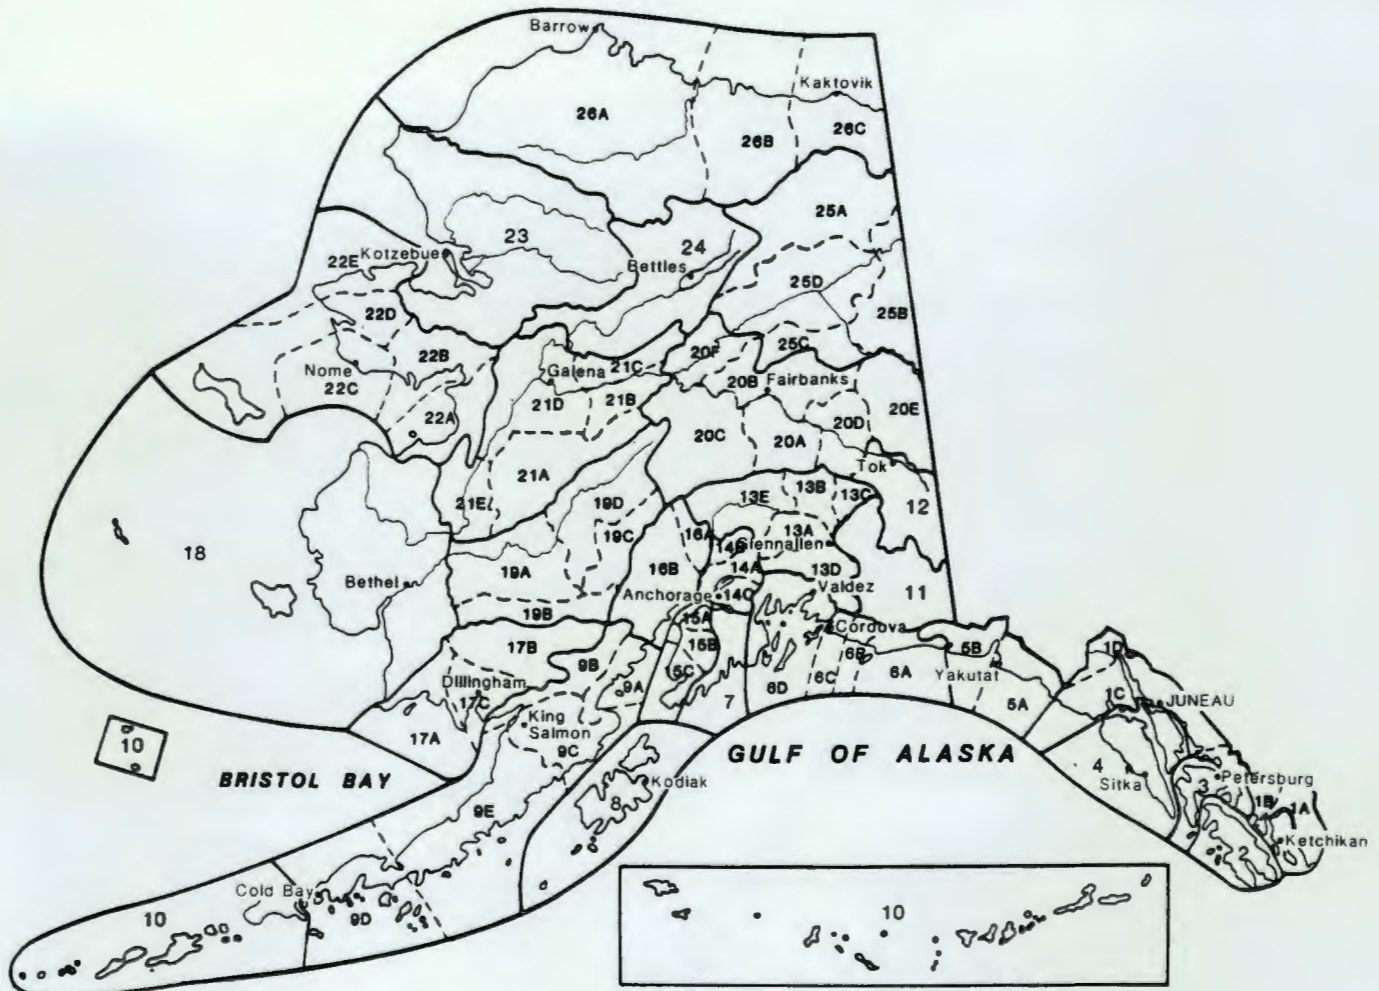 Barrow
Kaktovik
26A
26B
26C
25A
23
24
Kotzebue
22E
Bettles
25D
22D
25B
22B
20F
25C
Nome
22C
Galena
21C
20B
Fairbanks
22A
21D
21B
20E
20C
20A
20D
Tok
21E
21A
19D
13E
13B
13C
12
18
19C
16A
13A
14B
Glennallen
16B
14A
13D
Bethel
19A
Anchorage
14C
Valdez
11
19B
15A
Cordova
17B
9B
15B
6B
5B
1D
Dillingham
17C
9A
15C
7
6D
6C
6A
Yakutat
5A
1C
JUNEAU
17A
King
Salmon
9C
10
BRISTOL BAY
GULF OF ALASKA
4
Sitka
3
Petersburg
Kodiak
8
9E
1B
1A
Ketchikan
2
Cold Bay
10
9D
10